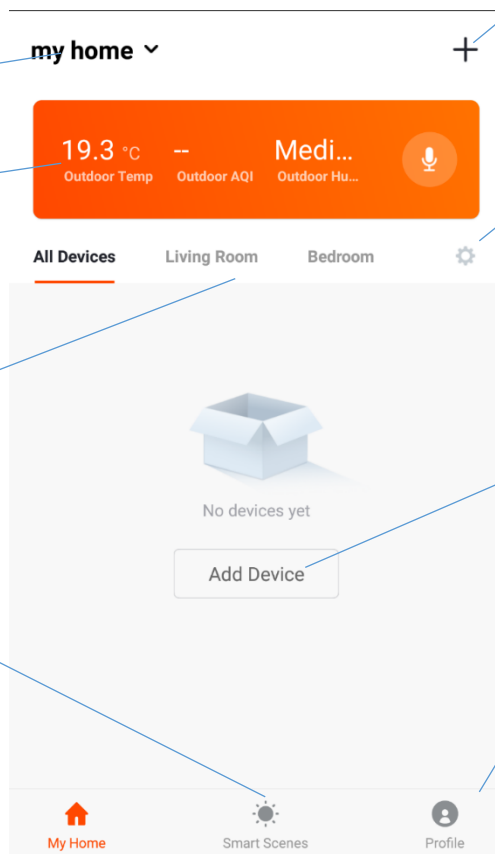 my home
19.3 °C -- Medi...
Outdoor Temp Outdoor AQI Outdoor Hu...
All Devices Living Room Bedroom
No devices yet
Add Device
My Home Smart Scenes Profile